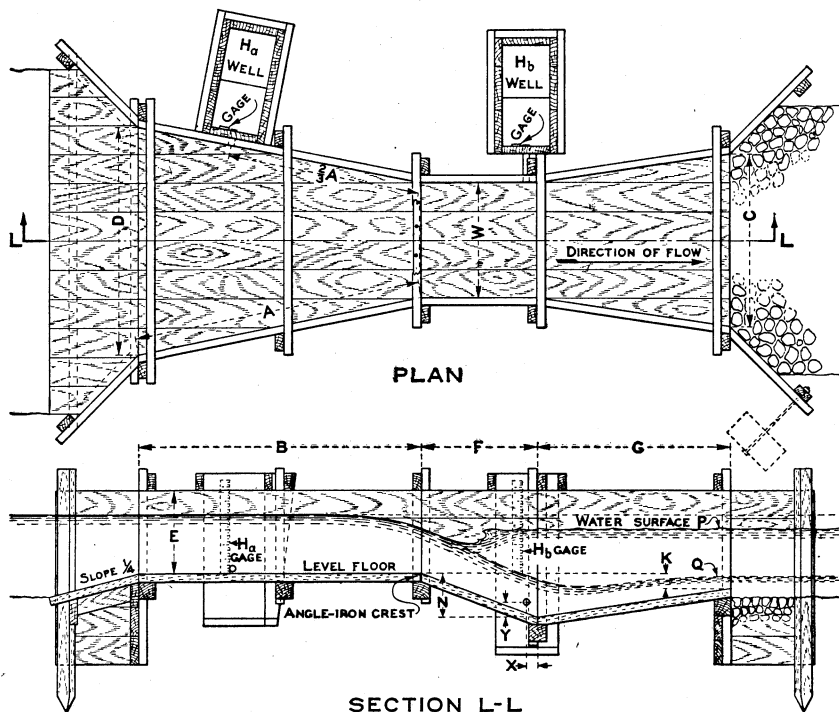 Ha
WELL
GAGE
Hb
WELL
GAGE
2/3A
D
W
C
L
L
DIRECTION OF FLOW
A
PLAN
B
F
G
E
WATER SURFACE P
Ha
GAGE
Hb GAGE
K
Q
SLOPE 1/4
LEVEL FLOOR
N
ANGLE-IRON CREST
Y
X
SECTION L-L